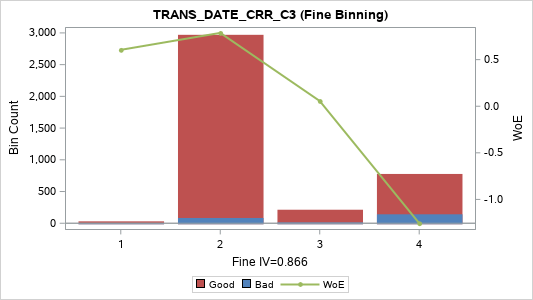 TRANS_DATE_CRR_C3 (Fine Binning)
3,000
2,500
2,000
1,500
1,000
500
0
Bin Count
0.5
0.0
-0.5
-1.0
WoE
1 2 3 4
Fine IV=0.866
Good Bad WoE